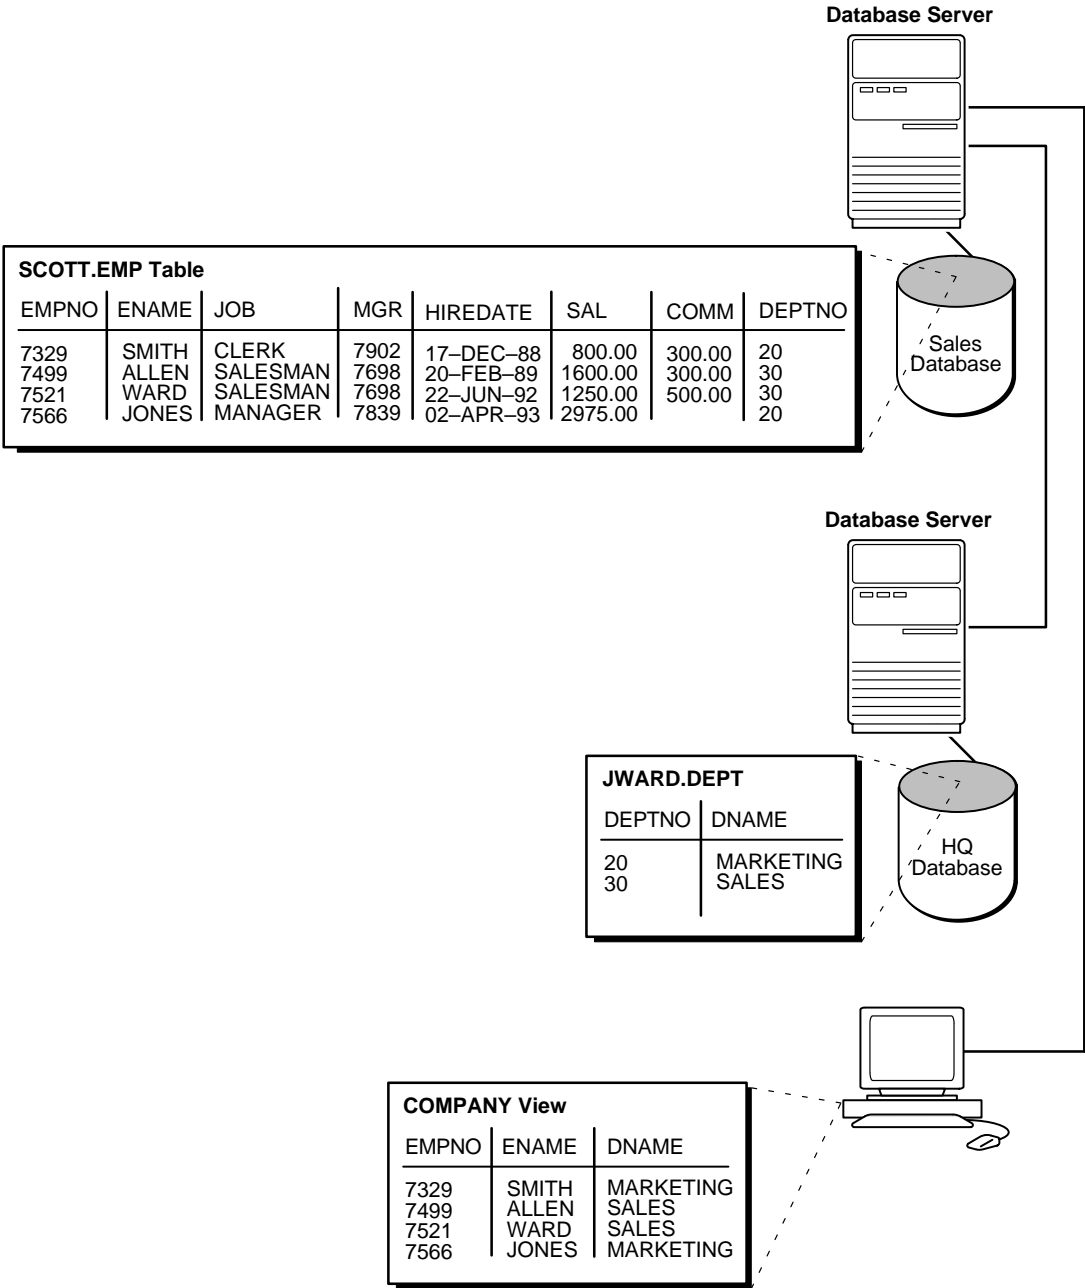 Database Server
SCOTT.EMP Table
EMPNO ENAME JOB MGR HIREDATE SAL COMM DEPTNO
7329 SMITH CLERK 7902 17–DEC–88 800.00 300.00 20
7499 ALLEN SALESMAN 7698 20–FEB–89 1600.00 300.00 30
7521 WARD SALESMAN 7698 22–JUN–92 1250.00 500.00 30
7566 JONES MANAGER 7839 02–APR–93 2975.00 20
Sales
Database
Database Server
JWARD.DEPT
DEPTNO DNAME
20 MARKETING
30 SALES
HQ
Database
COMPANY View
EMPNO ENAME DNAME
7329 SMITH MARKETING
7499 ALLEN SALES
7521 WARD SALES
7566 JONES MARKETING